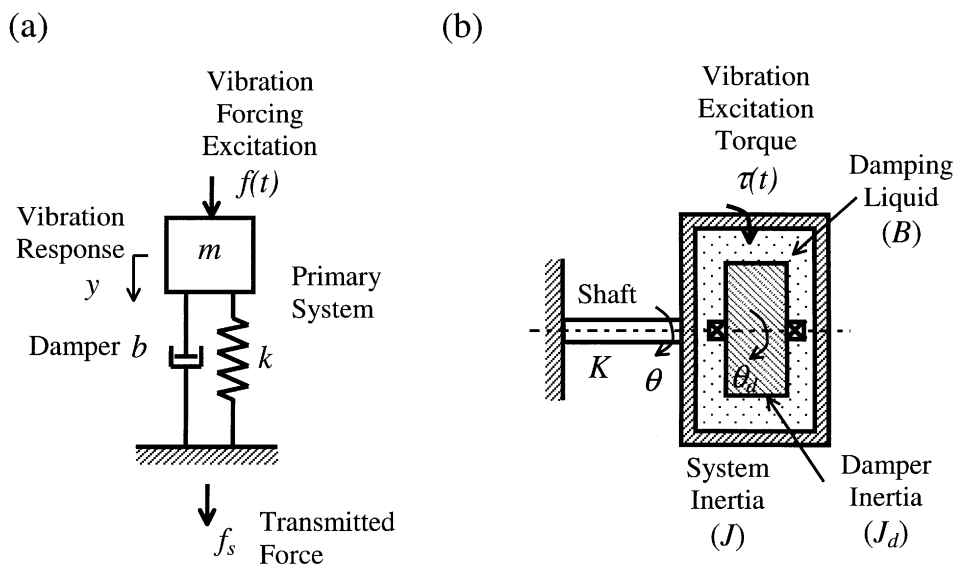 (a)
Vibration
Forcing
Excitation
f(t)
Vibration
Response
y
m
Primary
System
Damper b
k
Transmitted
Force
f_s
(b)
Vibration
Excitation
Torque
τ(t)
Damping
Liquid
(B)
Shaft
K
θ
θ_d
System
Inertia
(J)
Damper
Inertia
(J_d)